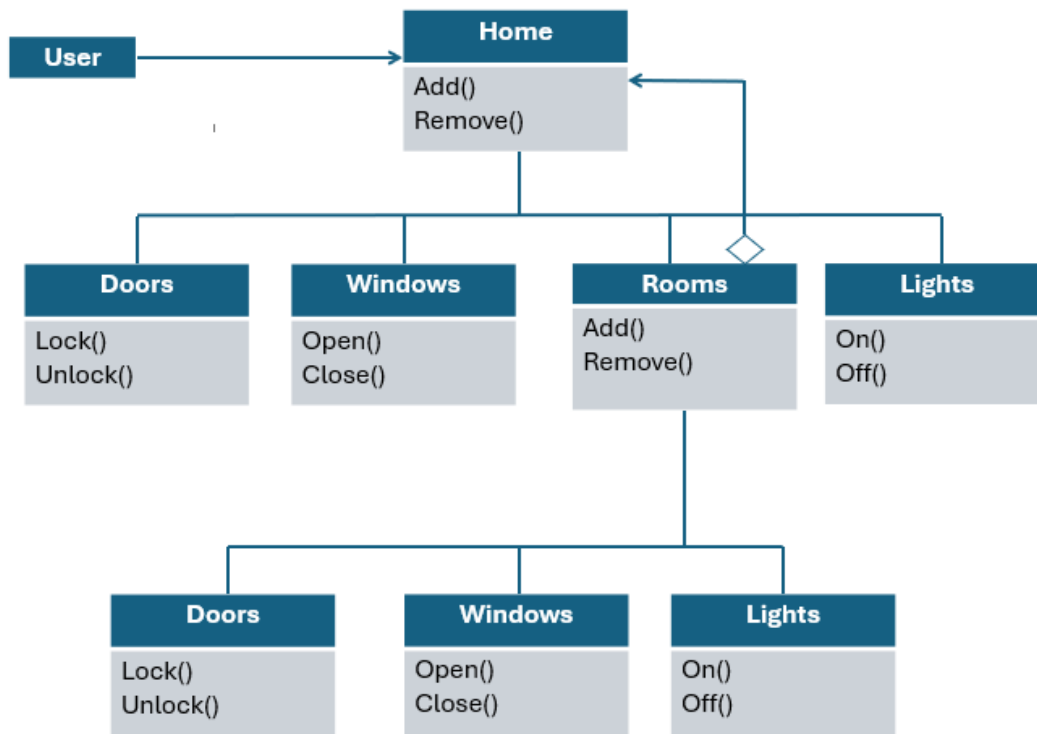 Home
User
Add()
Remove()
Doors
Windows
Rooms
Lights
Lock()
Unlock()
Open()
Close()
Add()
Remove()
On()
Off()
Doors
Windows
Lights
Lock()
Unlock()
Open()
Close()
On()
Off()